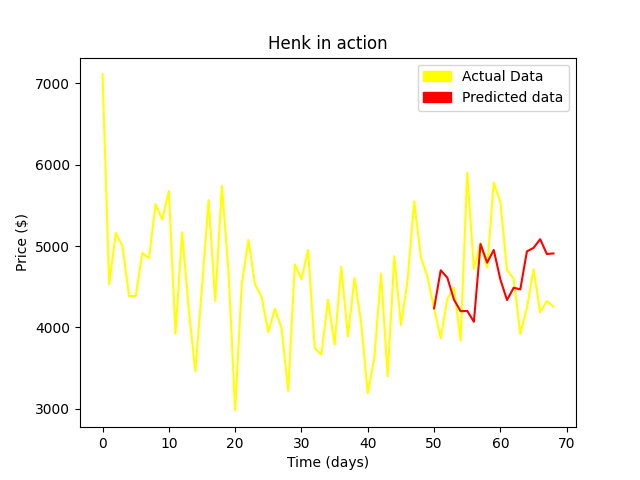 Henk in action
Actual Data
Predicted data
7000
6000
5000
4000
3000
Price ($)
0 10 20 30 40 50 60 70
Time (days)